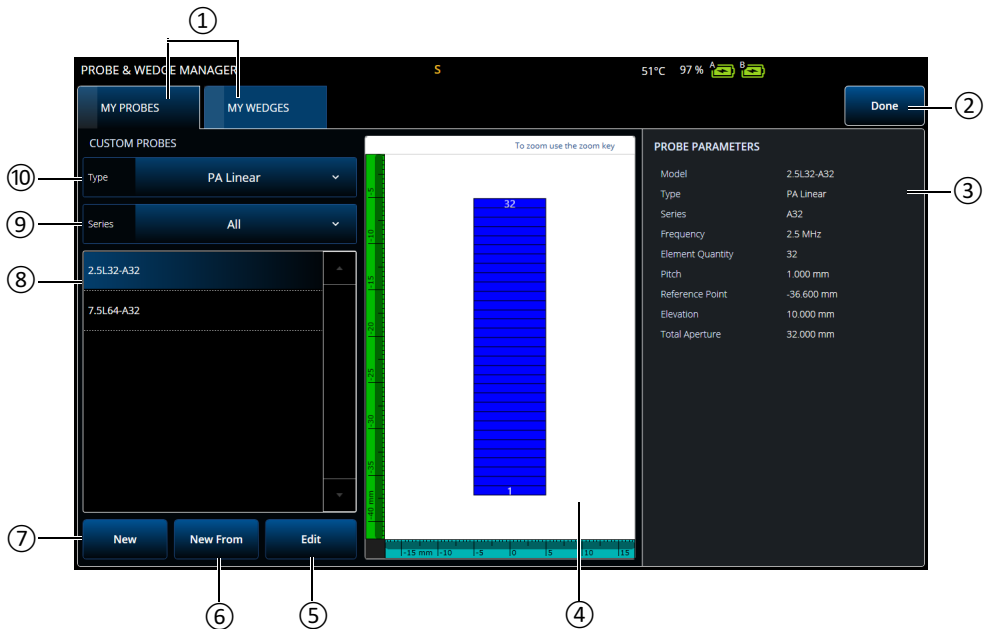 ①
PROBE & WEDGE MANAGER S 51°C 97 % A B
MY PROBES MY WEDGES Done ②
CUSTOM PROBES
⑩ Type PA Linear
⑨ Series All
⑧ 2.5L32-A32
7.5L64-A32
⑦ New New From Edit
⑥ ⑤
To zoom use the zoom key
-5
-10
-15
-20
-25
-30
-35
-40 mm
32
1
-15 mm -10 -5 0 5 10 15
④
PROBE PARAMETERS
Model 2.5L32-A32 ③
Type PA Linear
Series A32
Frequency 2.5 MHz
Element Quantity 32
Pitch 1.000 mm
Reference Point -36.600 mm
Elevation 10.000 mm
Total Aperture 32.000 mm